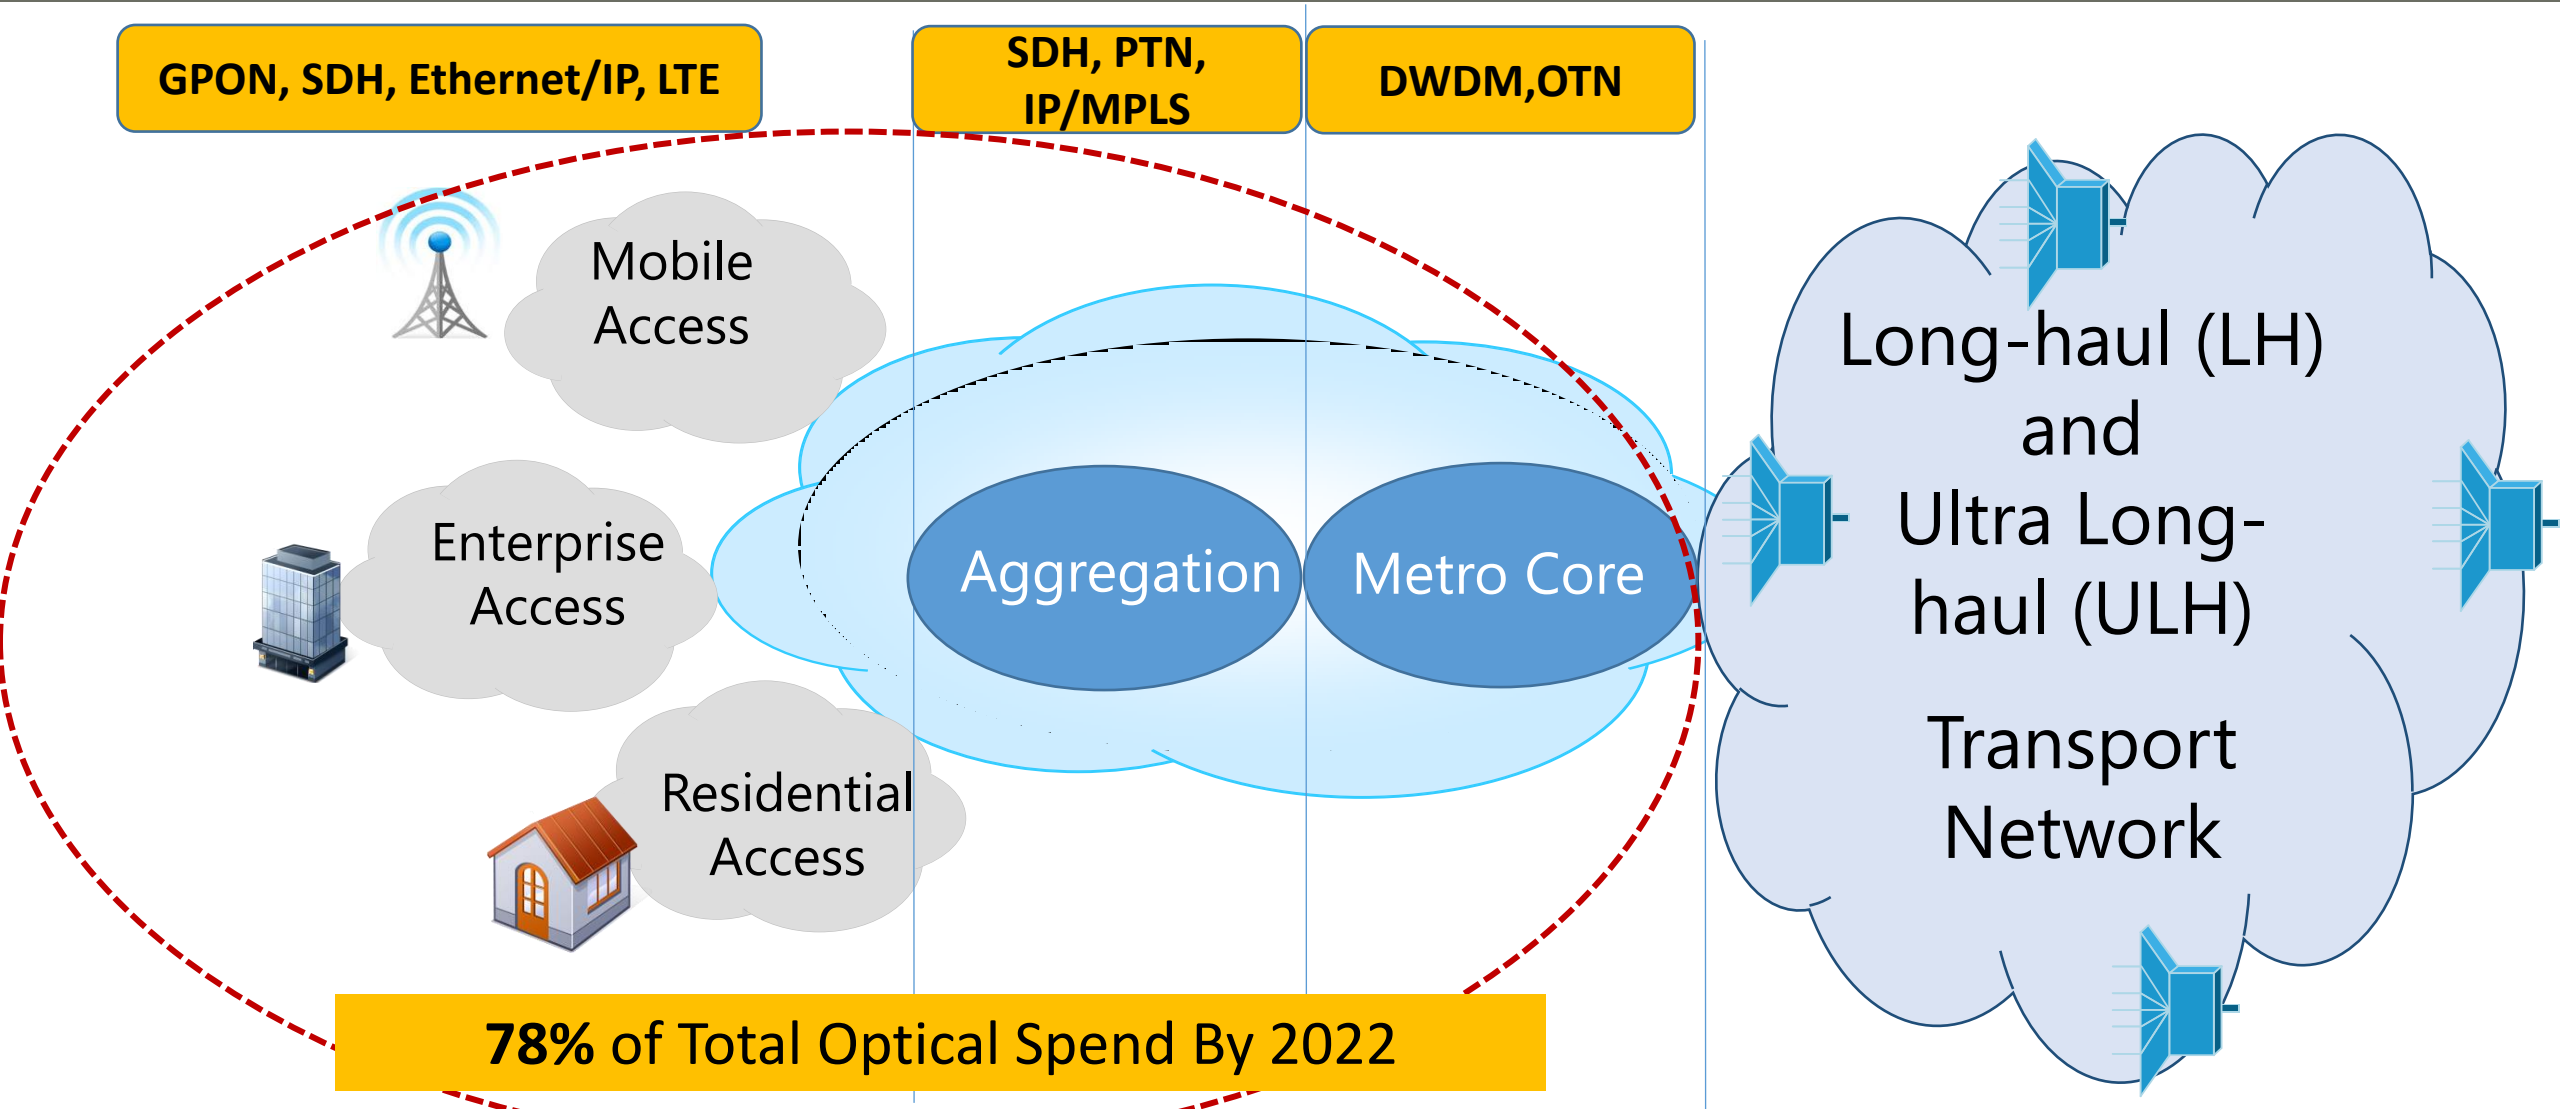 GPON, SDH, Ethernet/IP, LTE
SDH, PTN,
IP/MPLS
DWDM,OTN
Mobile
Access
Enterprise
Access
Residential
Access
Aggregation
Metro Core
Long-haul (LH)
and
Ultra Long-
haul (ULH)
Transport
Network
78% of Total Optical Spend By 2022